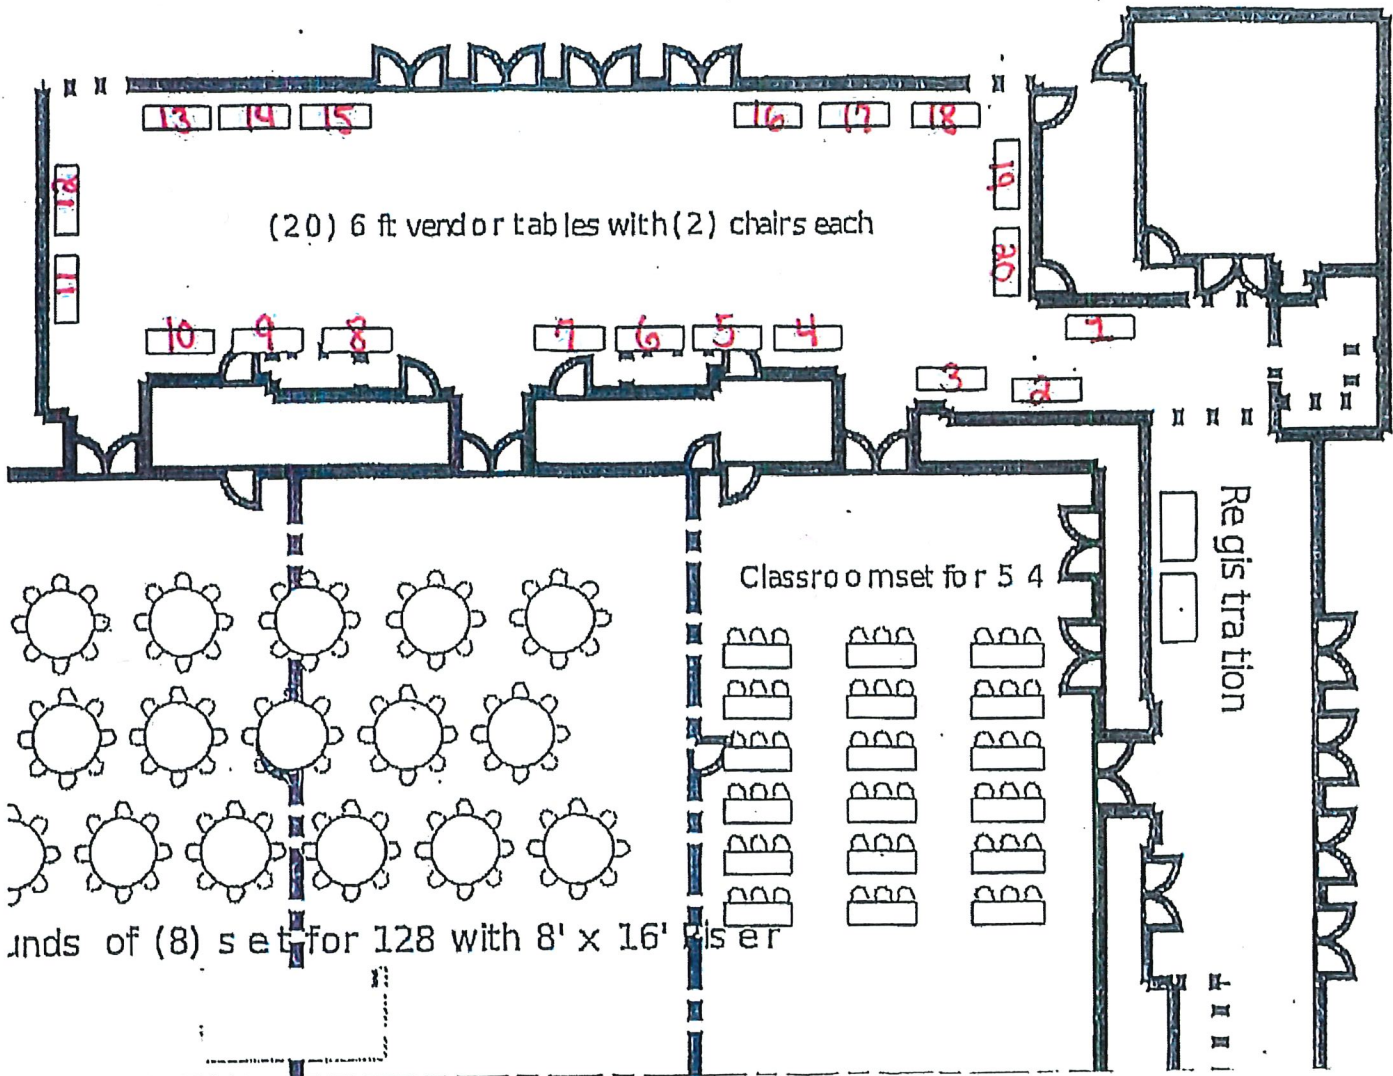 13 14 15 16 17 18
12
19
(20) 6 ft vendor tables with (2) chairs each
11
20
10 9 8 7 6 5 4 1
3 2
Registration
Classroom set for 54
unds of (8) set for 128 with 8' x 16' Riser